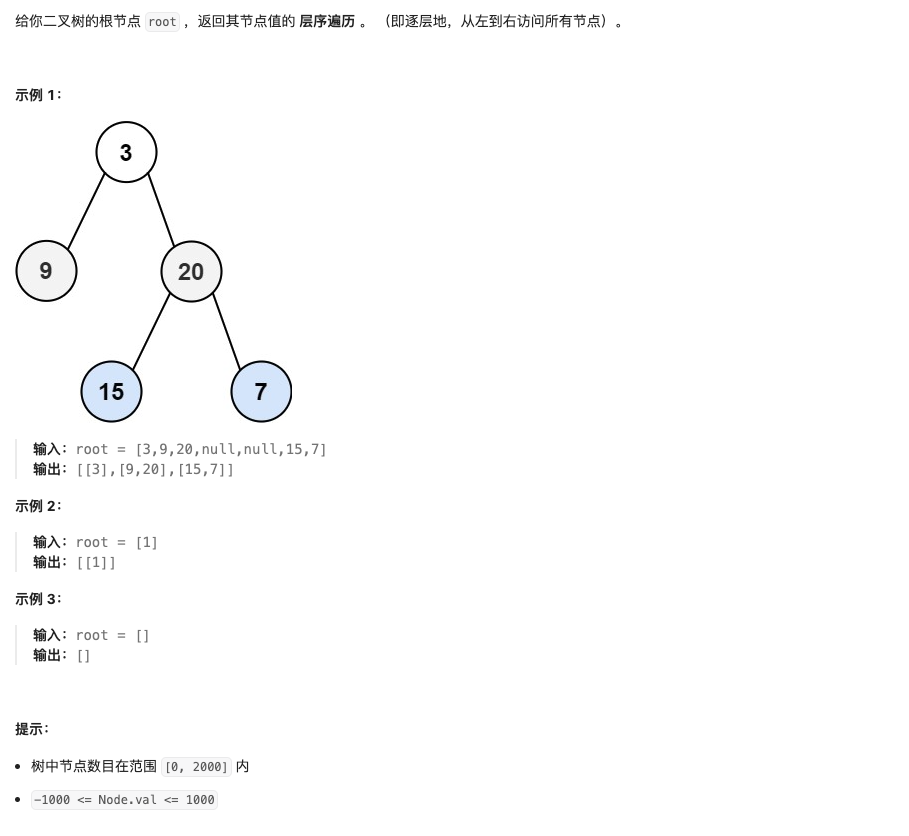 给你二叉树的根节点 root ，返回其节点值的 层序遍历 。 （即逐层地，从左到右访问所有节点）。
示例 1：
3
9
20
15
7
输入：root = [3,9,20,null,null,15,7]
输出：[[3],[9,20],[15,7]]
示例 2：
输入：root = [1]
输出：[[1]]
示例 3：
输入：root = []
输出：[]
提示：
• 树中节点数目在范围 [0, 2000] 内
• -1000 <= Node.val <= 1000